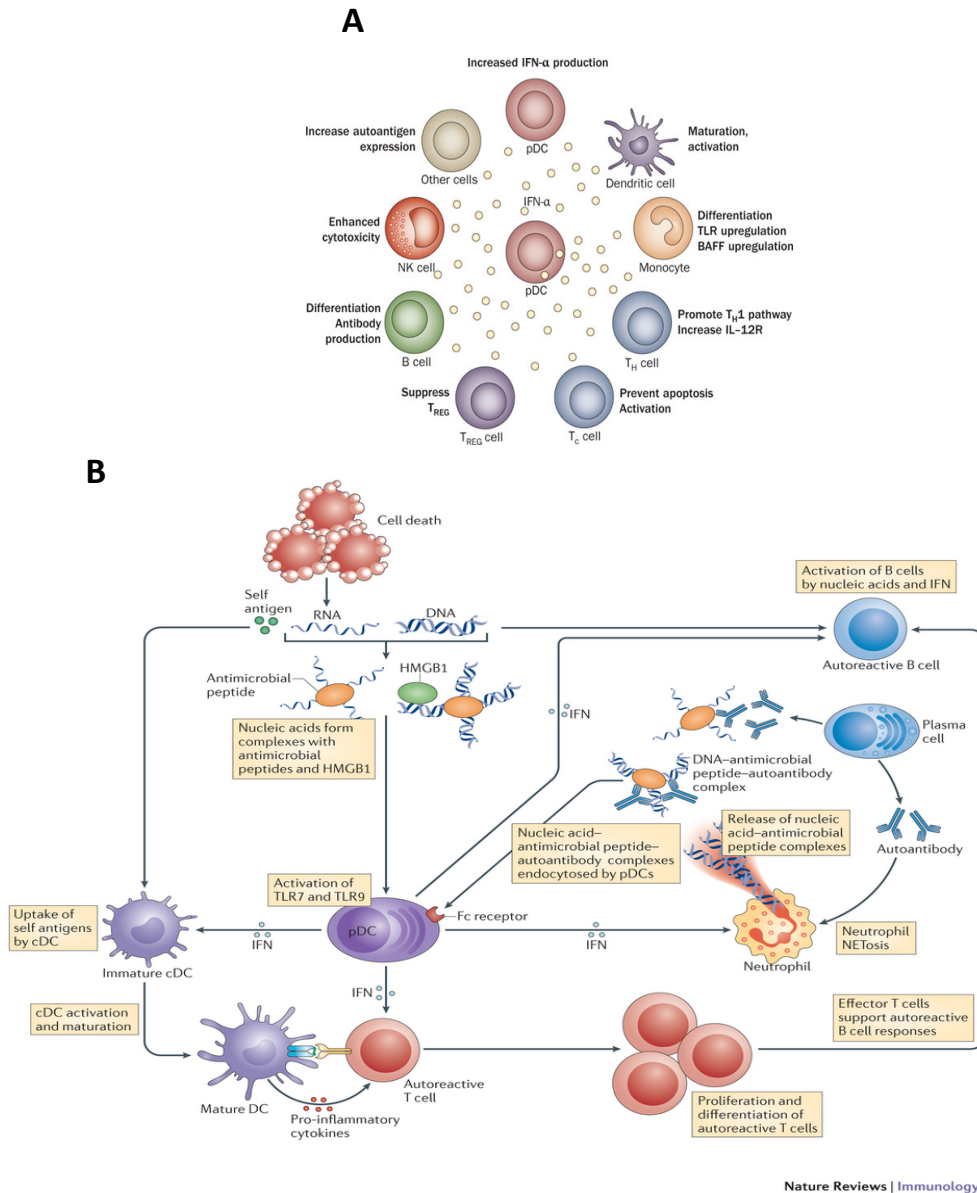 A
Increased IFN-α production
pDC
Increase autoantigen
expression
Other cells
Maturation,
activation
Dendritic cell
IFN-α
pDC
Enhanced
cytotoxicity
NK cell
Differentiation
TLR upregulation
BAFF upregulation
Monocyte
Differentiation
Antibody
production
B cell
Promote TH1 pathway
Increase IL–12R
TH cell
Suppress
TREG
TREG cell
Prevent apoptosis
Activation
Tc cell
B
Cell death
Self
antigen
RNA
DNA
Activation of B cells
by nucleic acids and IFN
Autoreactive B cell
Antimicrobial
peptide
HMGB1
Nucleic acids form
complexes with
antimicrobial
peptides and HMGB1
IFN
Plasma
cell
DNA–antimicrobial
peptide–autoantibody
complex
Nucleic acid–
antimicrobial peptide–
autoantibody complexes
endocytosed by pDCs
Release of nucleic
acid–antimicrobial
peptide complexes
Autoantibody
Activation of
TLR7 and TLR9
Fc receptor
pDC
Uptake of
self antigens
by cDC
Immature cDC
IFN
IFN
Neutrophil
Neutrophil
NETosis
IFN
cDC activation
and maturation
Mature DC
Pro-inflammatory
cytokines
Autoreactive
T cell
Effector T cells
support autoreactive
B cell responses
Proliferation and
differentiation of
autoreactive T cells
Nature Reviews | Immunology